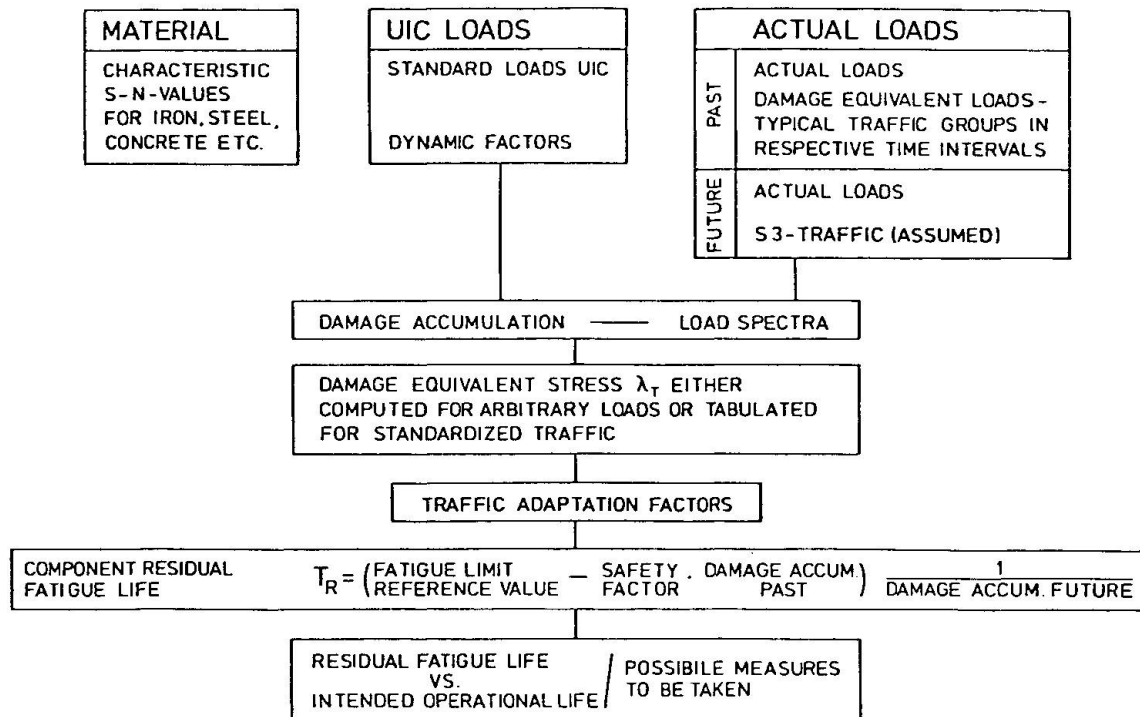 MATERIAL
CHARACTERISTIC
S-N-VALUES
FOR IRON, STEEL,
CONCRETE ETC.
UIC LOADS
STANDARD LOADS UIC
DYNAMIC FACTORS
ACTUAL LOADS
PAST
ACTUAL LOADS
DAMAGE EQUIVALENT LOADS-
TYPICAL TRAFFIC GROUPS IN
RESPECTIVE TIME INTERVALS
FUTURE
ACTUAL LOADS
S3-TRAFFIC (ASSUMED)
DAMAGE ACCUMULATION — LOAD SPECTRA
DAMAGE EQUIVALENT STRESS λ_T EITHER
COMPUTED FOR ARBITRARY LOADS OR TABULATED
FOR STANDARDIZED TRAFFIC
TRAFFIC ADAPTATION FACTORS
COMPONENT RESIDUAL
FATIGUE LIFE
T_R = (FATIGUE LIMIT REFERENCE VALUE − SAFETY FACTOR · DAMAGE ACCUM. PAST) 1 / DAMAGE ACCUM. FUTURE
RESIDUAL FATIGUE LIFE
VS.
INTENDED OPERATIONAL LIFE
/ POSSIBILE MEASURES
TO BE TAKEN